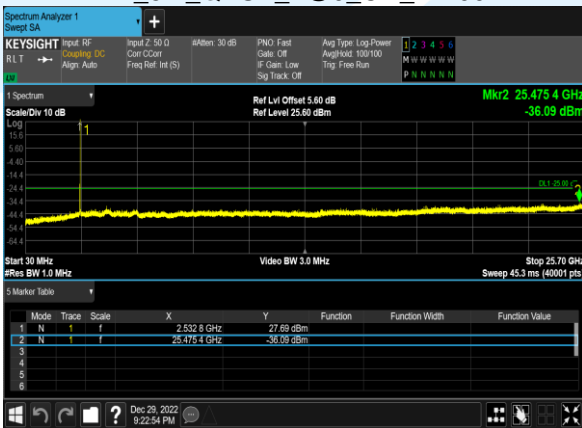 Spectrum Analyzer 1
Swept SA
+
KEYSIGHT
RLT
LW
Input: RF
Coupling: DC
Align: Auto
Input Z: 50 Ω
Corr CCorr
Freq Ref: Int (S)
#Atten: 30 dB
PNO: Fast
Gate: Off
IF Gain: Low
Sig Track: Off
Avg Type: Log-Power
Avg|Hold: 100/100
Trig: Free Run
1 2 3 4 5 6
M W W W W W
P N N N N N
1 Spectrum
Scale/Div 10 dB
Ref Lvl Offset 5.60 dB
Ref Level 25.60 dBm
Mkr2 25.475 4 GHz
-36.09 dBm
Log
15.6
5.60
-4.40
-14.4
-24.4
-34.4
-44.4
-54.4
-64.4
1
DL1 -25.00
2
Start 30 MHz
#Res BW 1.0 MHz
Video BW 3.0 MHz
Stop 25.70 GHz
Sweep 45.3 ms (40001 pts
5 Marker Table
Mode Trace Scale X Y Function Function Width Function Value
1 N 1 f 2.532 8 GHz 27.69 dBm
2 N 1 f 25.475 4 GHz -36.09 dBm
3
4
5
6
?
Dec 29, 2022
9:22:54 PM